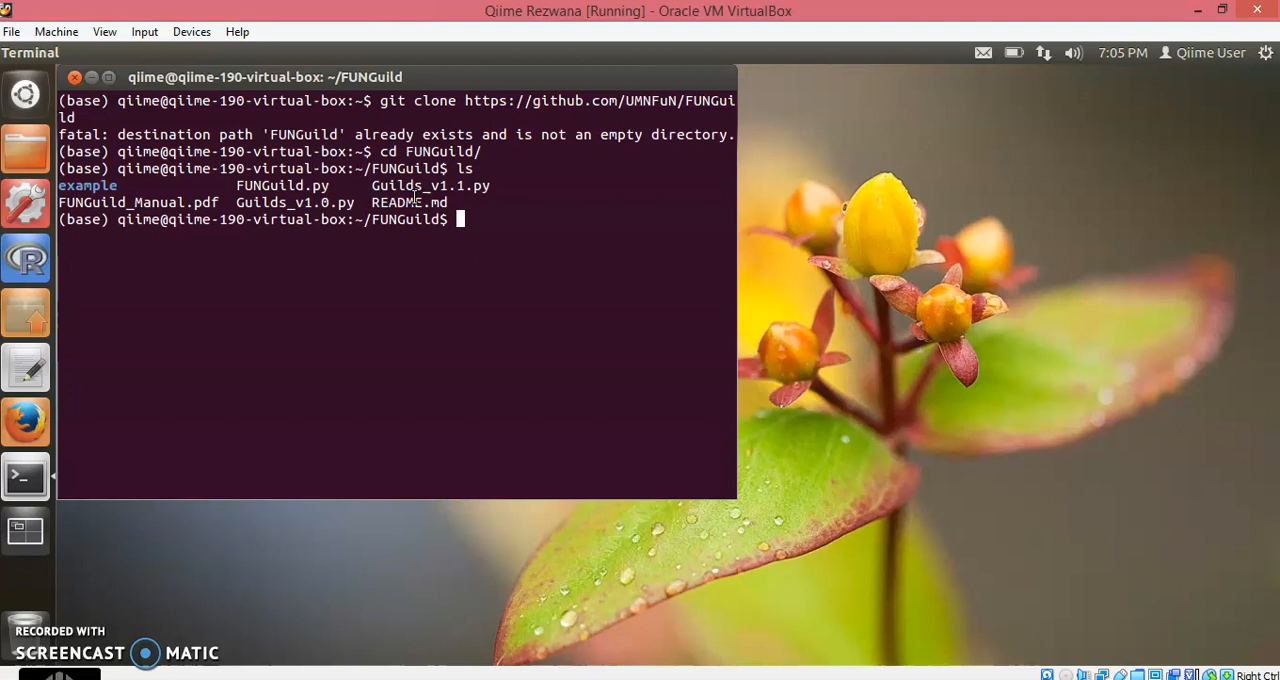 Qiime Rezwana [Running] - Oracle VM VirtualBox
File Machine View Input Devices Help
Terminal 7:05 PM Qiime User
qiime@qiime-190-virtual-box: ~/FUNGuild
(base) qiime@qiime-190-virtual-box:~$ git clone https://github.com/UMNFuN/FUNGui
ld
fatal: destination path 'FUNGuild' already exists and is not an empty directory.
(base) qiime@qiime-190-virtual-box:~$ cd FUNGuild/
(base) qiime@qiime-190-virtual-box:~/FUNGuild$ ls
example FUNGuild.py Guilds_v1.1.py
FUNGuild_Manual.pdf Guilds_v1.0.py README.md
(base) qiime@qiime-190-virtual-box:~/FUNGuild$
RECORDED WITH
SCREENCAST MATIC
Right Ctrl